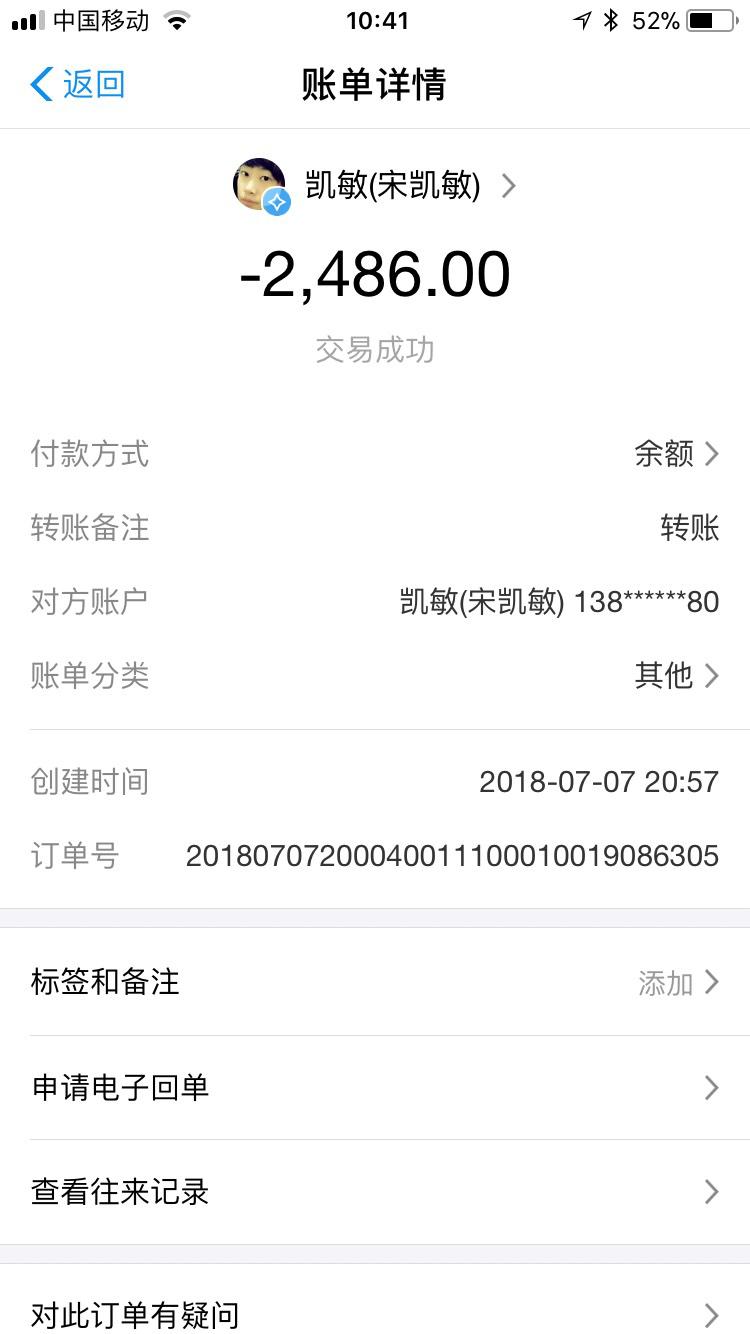 中国移动 10:41 52%
返回 账单详情
凯敏(宋凯敏)
-2,486.00
交易成功
付款方式 余额
转账备注 转账
对方账户 凯敏(宋凯敏) 138******80
账单分类 其他
创建时间 2018-07-07 20:57
订单号 20180707200040011100010019086305
标签和备注 添加
申请电子回单
查看往来记录
对此订单有疑问